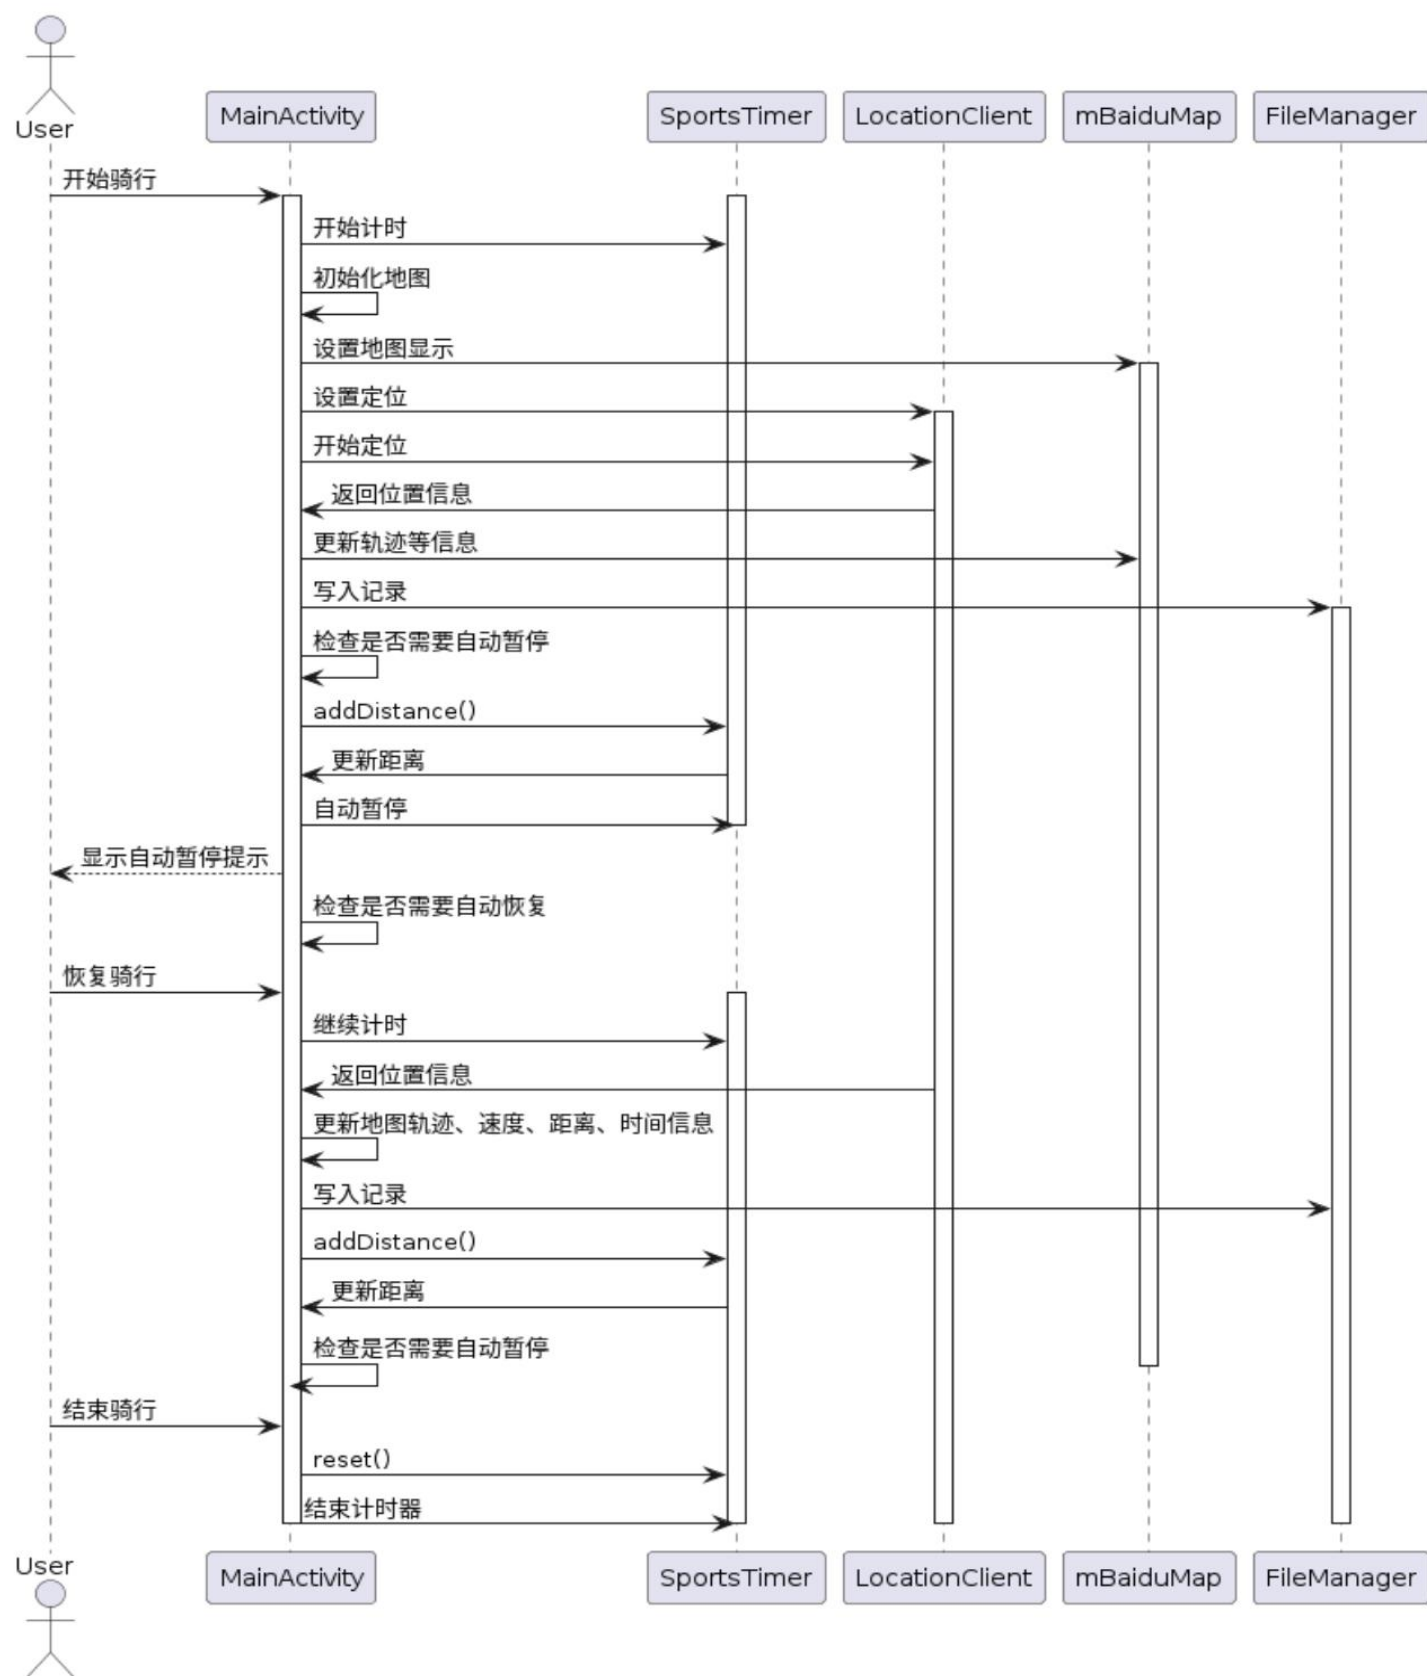 User
MainActivity
SportsTimer
LocationClient
mBaiduMap
FileManager
开始骑行
开始计时
初始化地图
设置地图显示
设置定位
开始定位
返回位置信息
更新轨迹等信息
写入记录
检查是否需要自动暂停
addDistance()
更新距离
自动暂停
显示自动暂停提示
检查是否需要自动恢复
恢复骑行
继续计时
返回位置信息
更新地图轨迹、速度、距离、时间信息
写入记录
addDistance()
更新距离
检查是否需要自动暂停
结束骑行
reset()
结束计时器
User
MainActivity
SportsTimer
LocationClient
mBaiduMap
FileManager